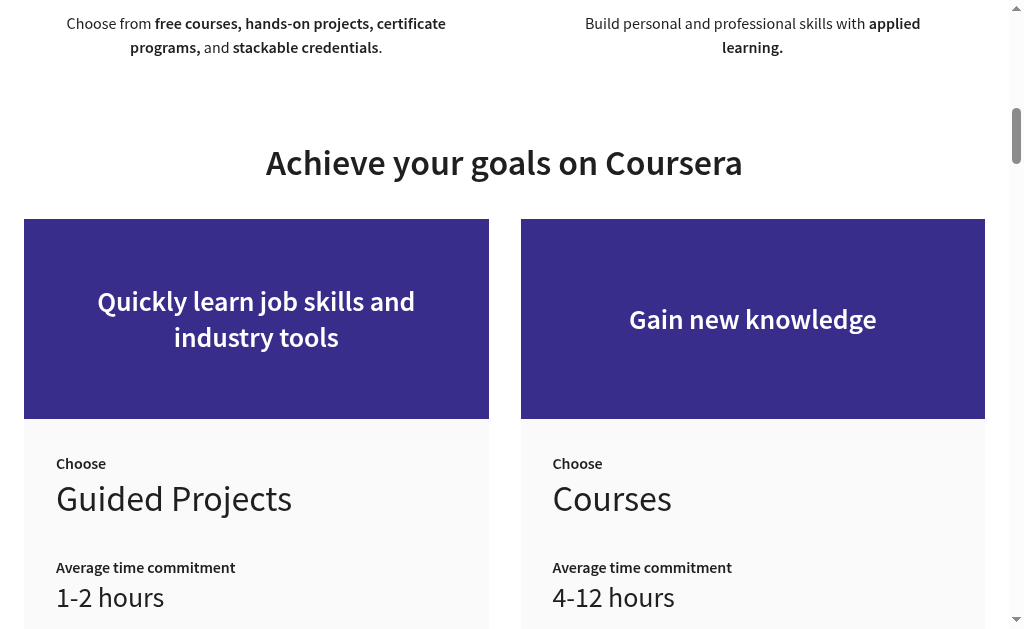 Choose from free courses, hands-on projects, certificate
programs, and stackable credentials.
Build personal and professional skills with applied
learning.
Achieve your goals on Coursera
Quickly learn job skills and
industry tools
Choose
Guided Projects
Average time commitment
1-2 hours
Gain new knowledge
Choose
Courses
Average time commitment
4-12 hours